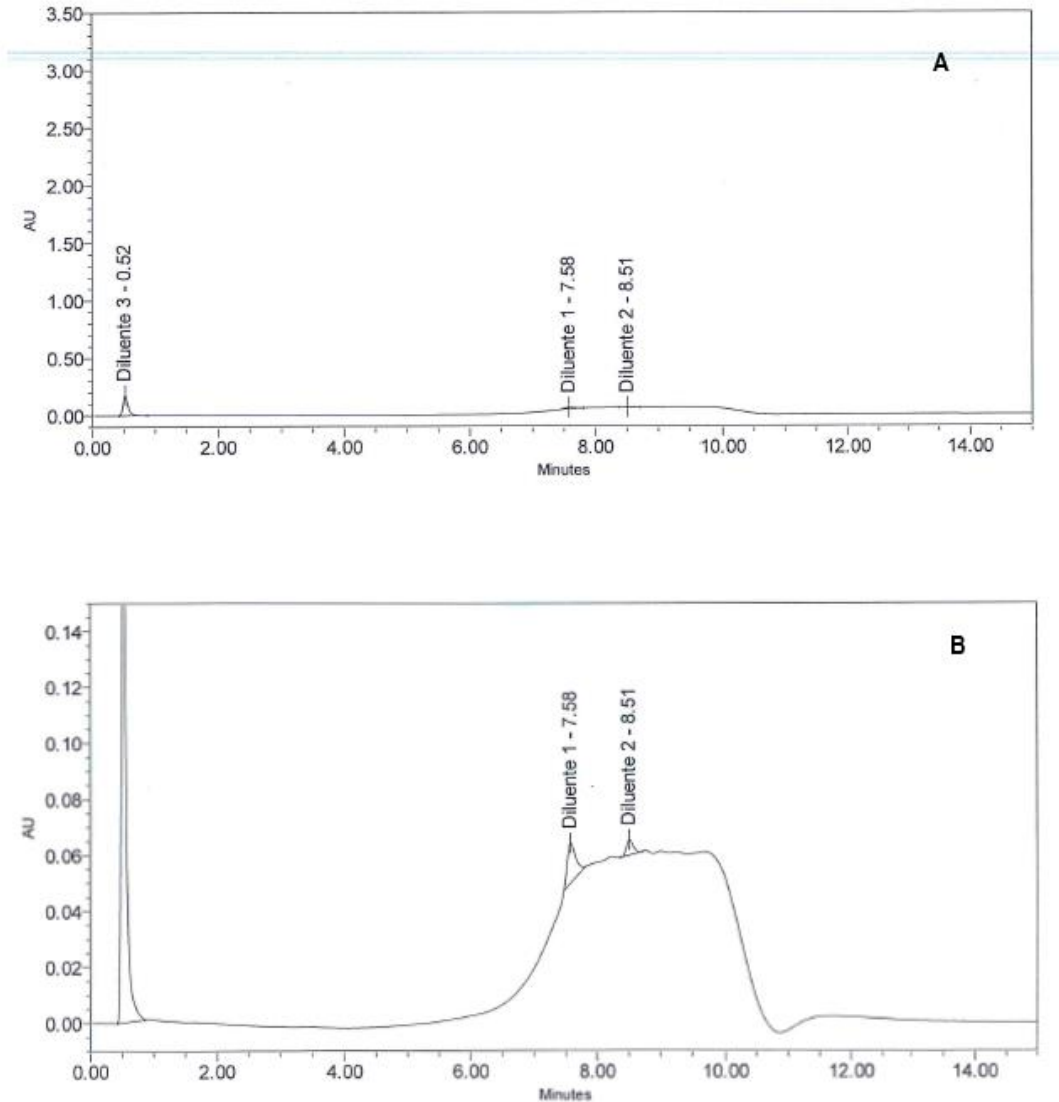 3.50
A
3.00
2.50
2.00
1.50
AU
1.00
0.50
0.00
Diluente 3 - 0.52
Diluente 1 - 7.58
Diluente 2 - 8.51
0.00 2.00 4.00 6.00 8.00 10.00 12.00 14.00
Minutes
0.14
B
0.12
0.10
0.08
AU
0.06
0.04
0.02
0.00
Diluente 1 - 7.58
Diluente 2 - 8.51
0.00 2.00 4.00 6.00 8.00 10.00 12.00 14.00
Minutes